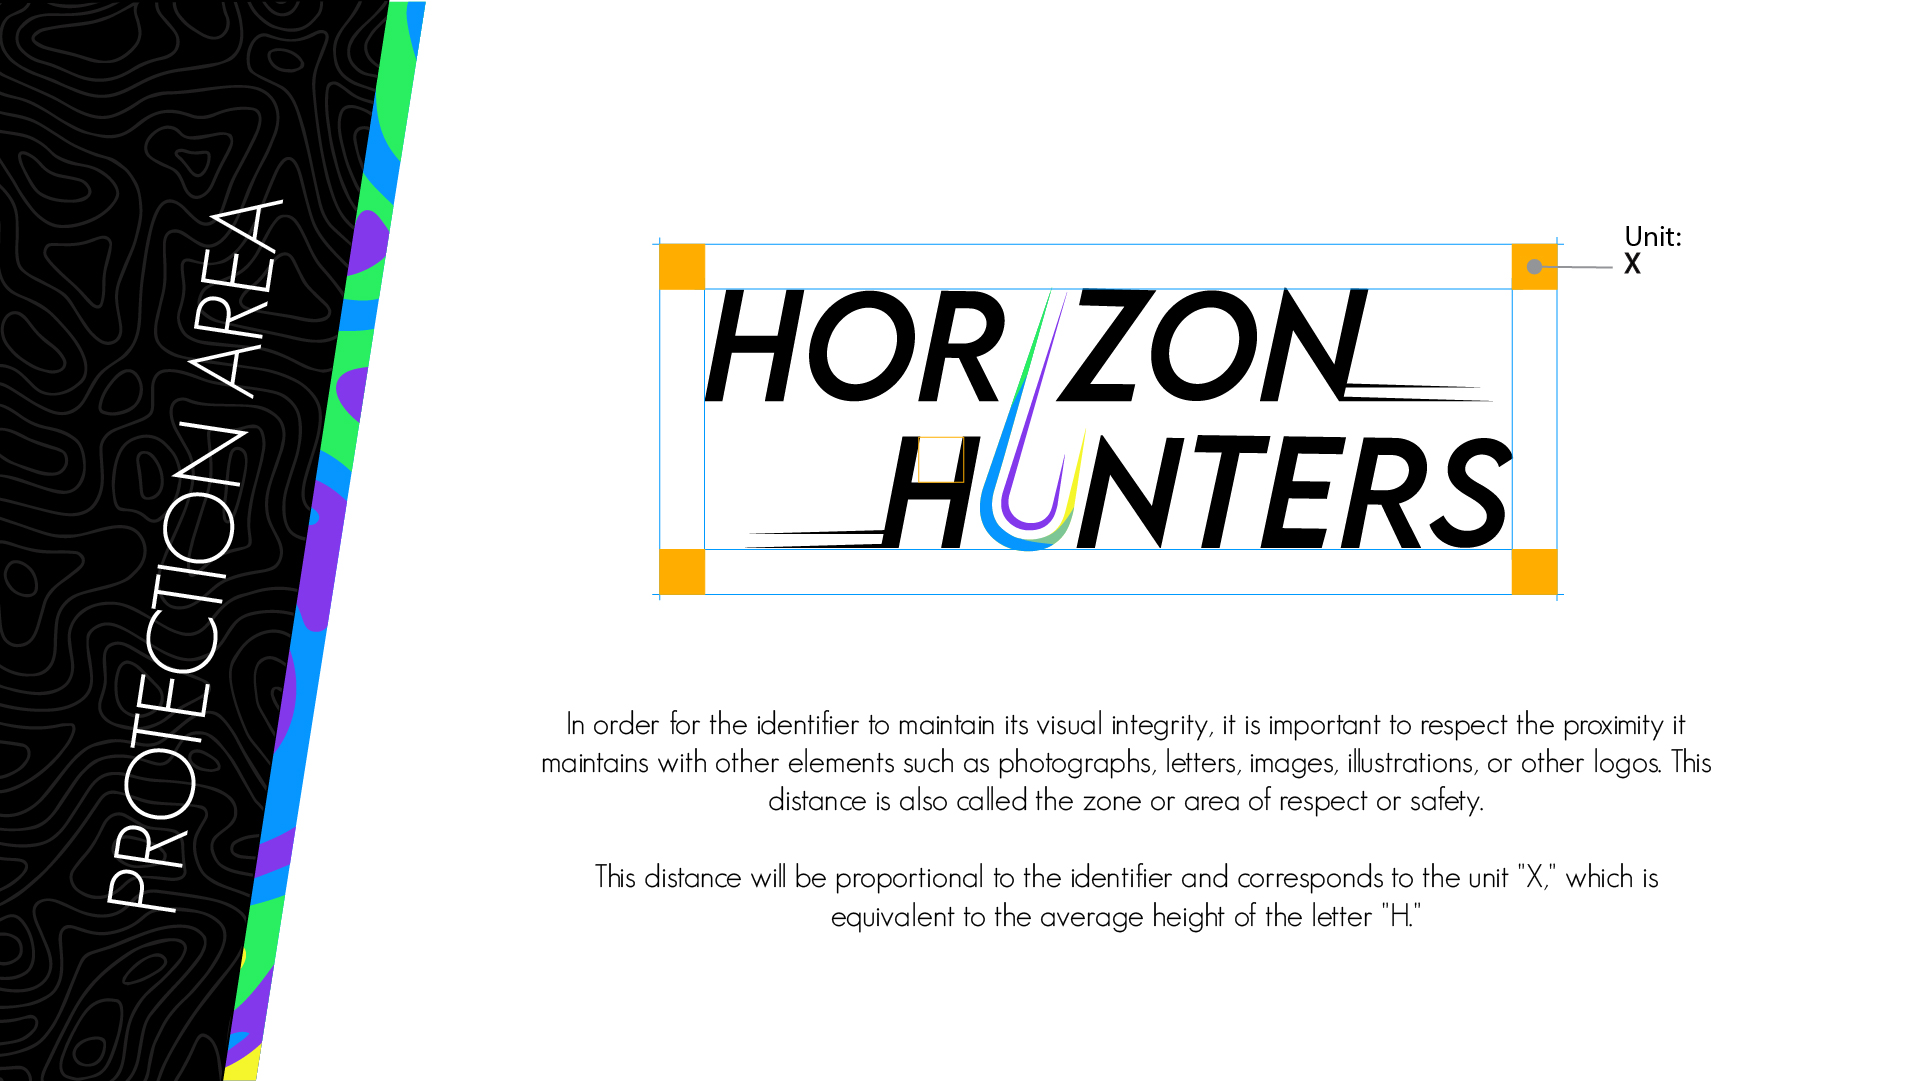 PROTECTION AREA
Unit:
X
HORIZON
HUNTERS
In order for the identifier to maintain its visual integrity, it is important to respect the proximity it
maintains with other elements such as photographs, letters, images, illustrations, or other logos. This
distance is also called the zone or area of respect or safety.
This distance will be proportional to the identifier and corresponds to the unit "X," which is
equivalent to the average height of the letter "H."